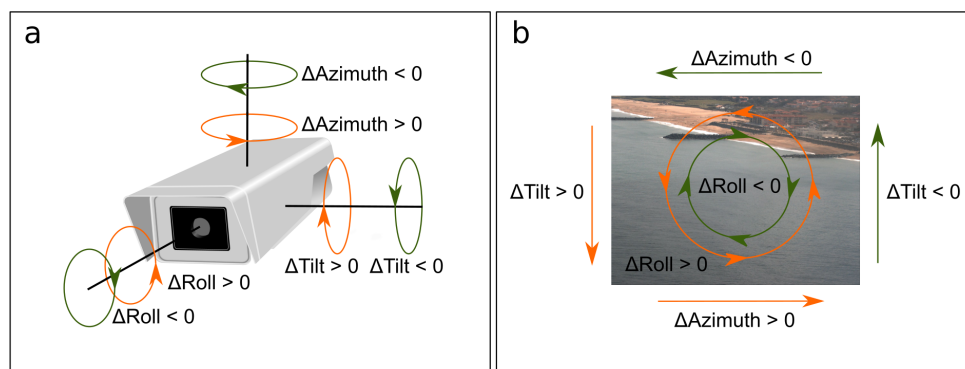 a
ΔAzimuth < 0
ΔAzimuth > 0
ΔTilt > 0
ΔTilt < 0
ΔRoll > 0
ΔRoll < 0
b
ΔAzimuth < 0
ΔTilt > 0
ΔRoll < 0
ΔTilt < 0
ΔRoll > 0
ΔAzimuth > 0